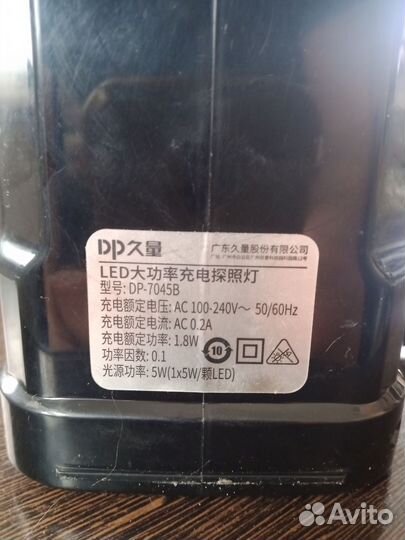 DP久量
广东久量股份有限公司
LED大功率充电探照灯
型号: DP-7045B
充电额定电压: AC 100-240V～ 50/60Hz
充电额定电流: AC 0.2A
充电额定功率: 1.8W
功率因数: 0.1
10
光源功率: 5W(1x5W/颗LED)
Avito